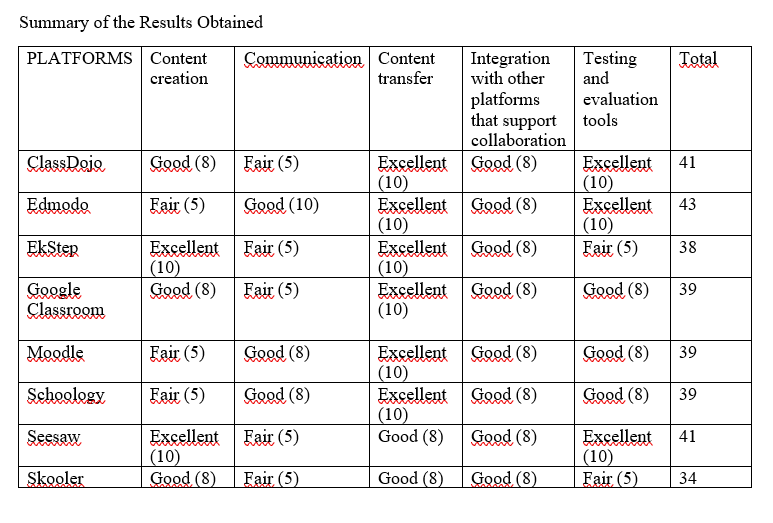 Summary of the Results Obtained
PLATFORMS Content creation Communication Content transfer Integration with other platforms that support collaboration Testing and evaluation tools Total
ClassDojo Good (8) Fair (5) Excellent (10) Good (8) Excellent (10) 41
Edmodo Fair (5) Good (10) Excellent (10) Good (8) Excellent (10) 43
EkStep Excellent (10) Fair (5) Excellent (10) Good (8) Fair (5) 38
Google Classroom Good (8) Fair (5) Excellent (10) Good (8) Good (8) 39
Moodle Fair (5) Good (8) Excellent (10) Good (8) Good (8) 39
Schoology Fair (5) Good (8) Excellent (10) Good (8) Good (8) 39
Seesaw Excellent (10) Fair (5) Good (8) Good (8) Excellent (10) 41
Skooler Good (8) Fair (5) Good (8) Good (8) Fair (5) 34